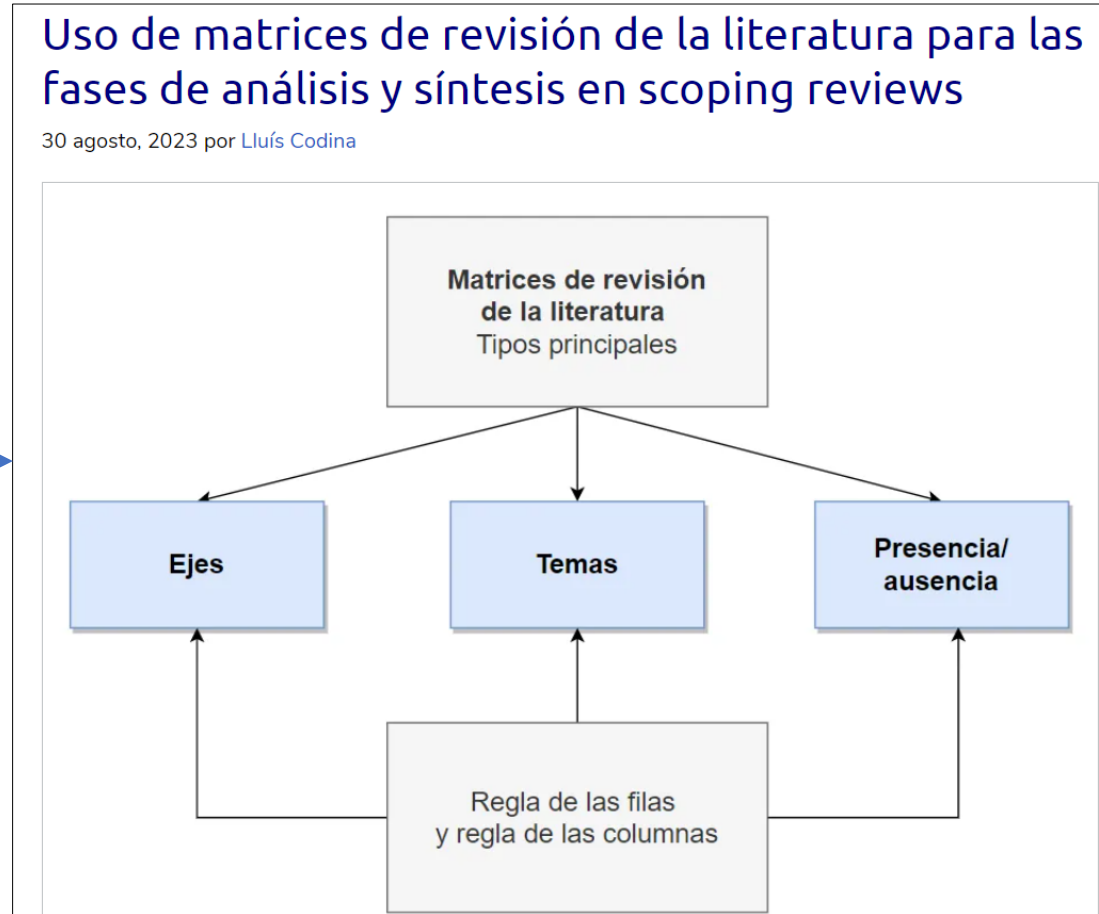 Uso de matrices de revisión de la literatura para las
fases de análisis y síntesis en scoping reviews
30 agosto, 2023 por Lluís Codina
Matrices de revisión
de la literatura
Tipos principales
Ejes
Temas
Presencia/
ausencia
Regla de las filas
y regla de las columnas